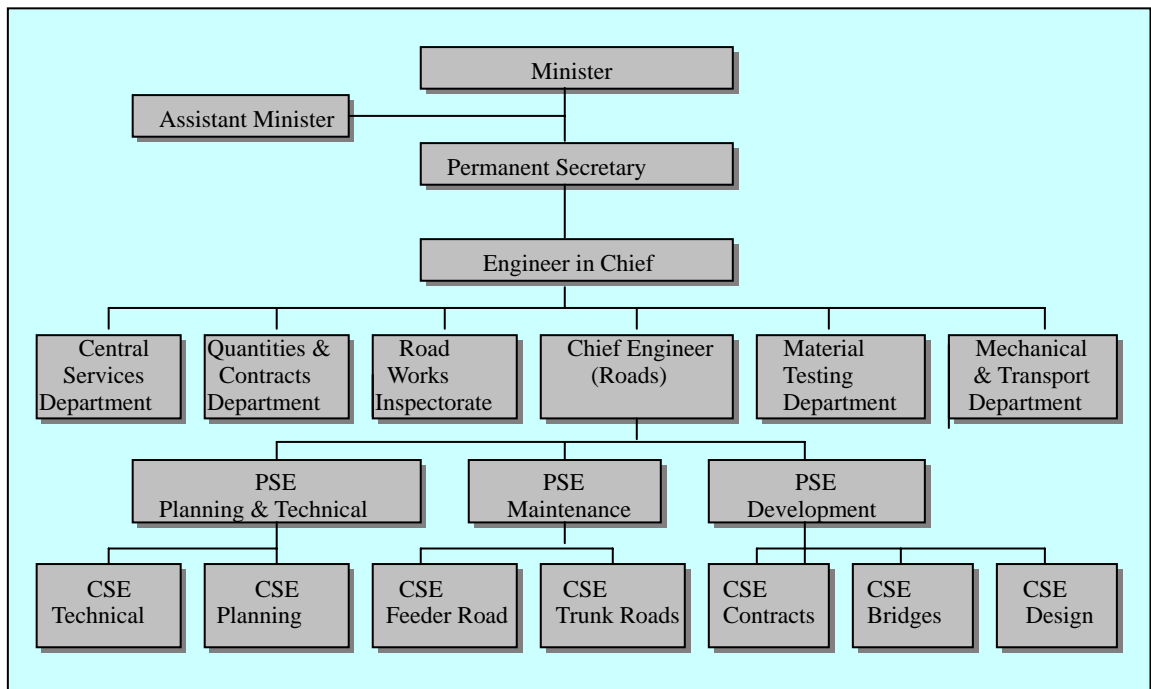 Minister
Assistant Minister
Permanent Secretary
Engineer in Chief
Central
Services
Department
Quantities &
Contracts
Department
Road
Works
Inspectorate
Chief Engineer
(Roads)
Material
Testing
Department
Mechanical
& Transport
Department
PSE
Planning & Technical
PSE
Maintenance
PSE
Development
CSE
Technical
CSE
Planning
CSE
Feeder Road
CSE
Trunk Roads
CSE
Contracts
CSE
Bridges
CSE
Design